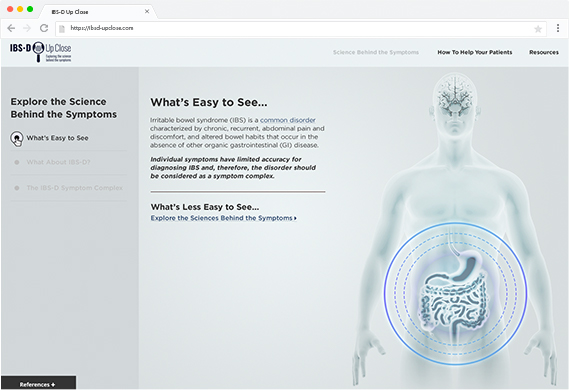 IBS-D Up Close
https://ibsd-upclose.com
IBS-D Up Close
Exploring the science
behind the symptoms
Science Behind the Symptoms
How To Help Your Patients
Resources
Explore the Science
Behind the Symptoms
What's Easy to See
What About IBS-D?
The IBS-D Symptom Complex
What's Easy to See...
Irritable bowel syndrome (IBS) is a common disorder
characterized by chronic, recurrent, abdominal pain and
discomfort, and altered bowel habits that occur in the
absence of other organic gastrointestinal (GI) disease.
Individual symptoms have limited accuracy for
diagnosing IBS and, therefore, the disorder should
be considered as a symptom complex.
What's Less Easy to See...
Explore the Sciences Behind the Symptoms
References +